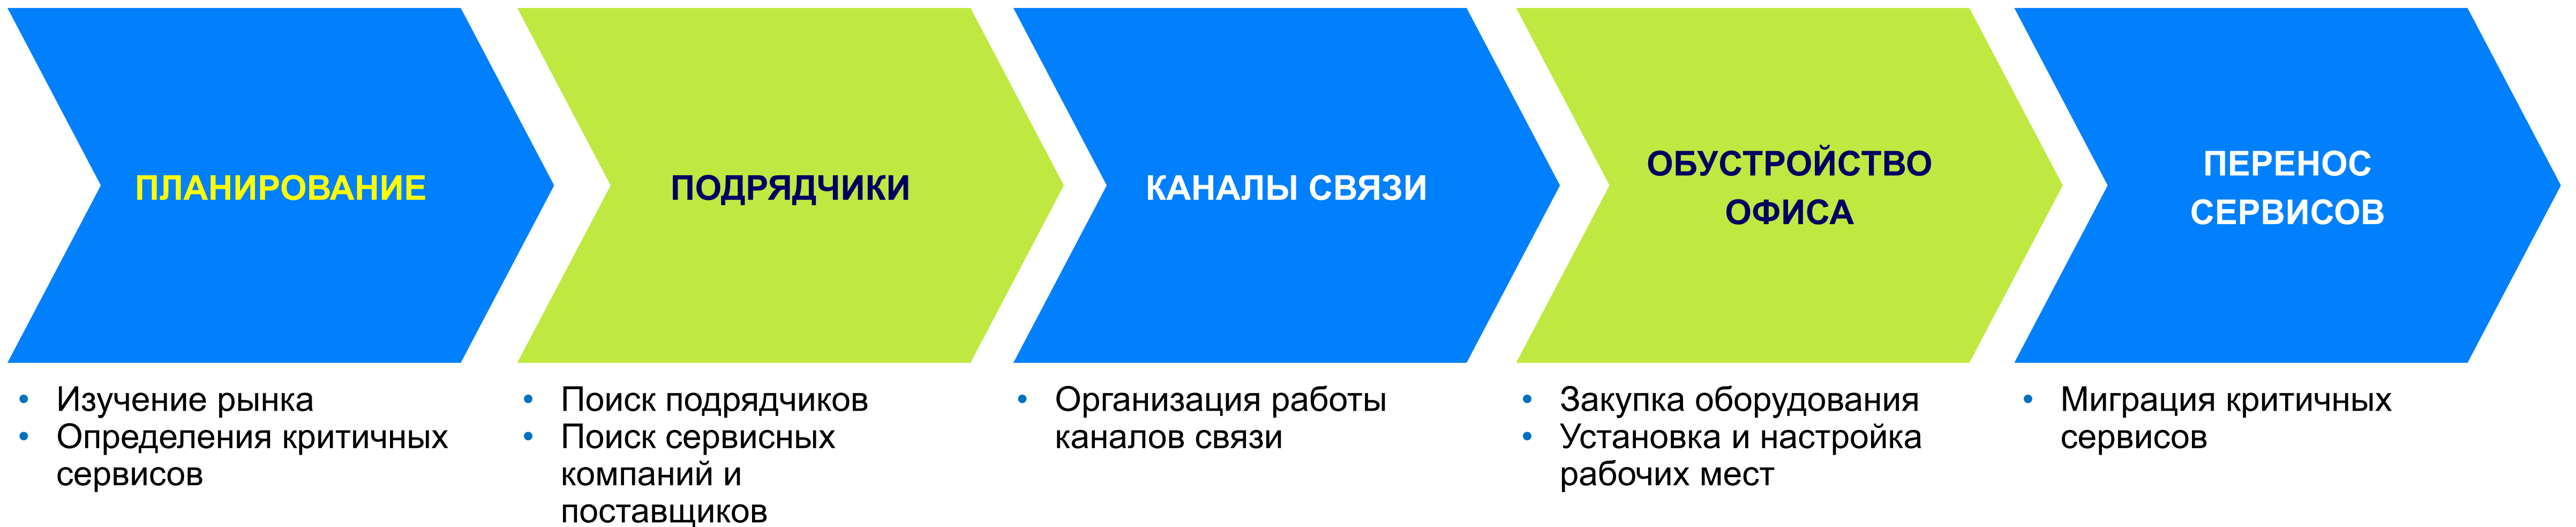 ПЛАНИРОВАНИЕ
ПОДРЯДЧИКИ
КАНАЛЫ СВЯЗИ
ОБУСТРОЙСТВО
ОФИСА
ПЕРЕНОС
СЕРВИСОВ
• Изучение рынка
• Определения критичных
сервисов
• Поиск подрядчиков
• Поиск сервисных
компаний и
поставщиков
• Организация работы
каналов связи
• Закупка оборудования
• Установка и настройка
рабочих мест
• Миграция критичных
сервисов